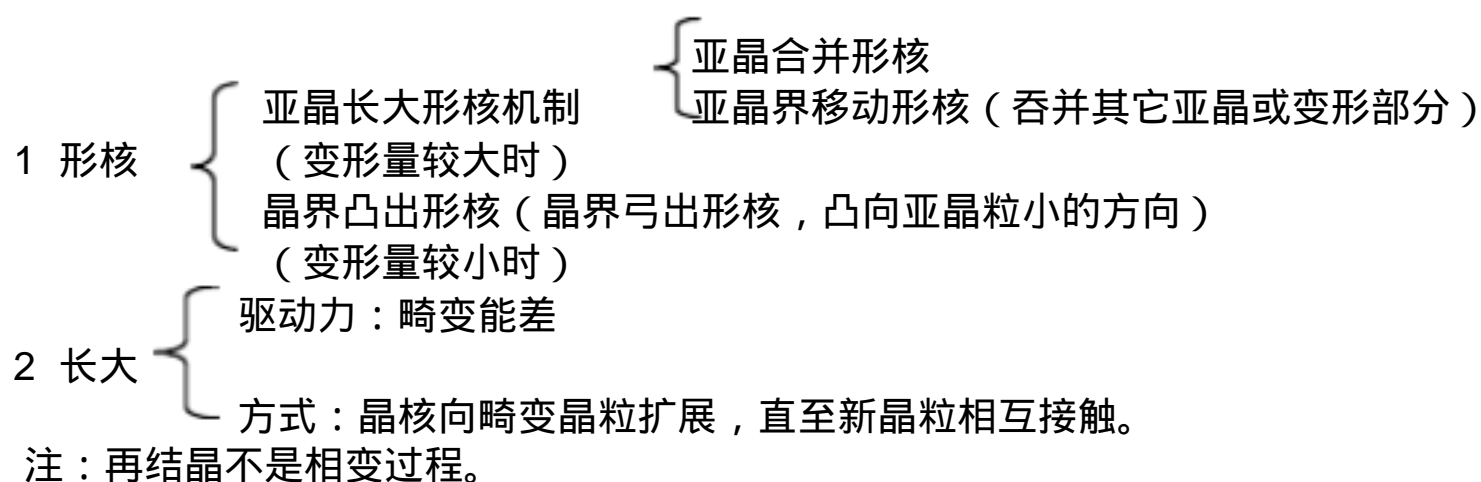 亚晶合并形核
亚晶长大形核机制 亚晶界移动形核（吞并其它亚晶或变形部分）
1 形核 （变形量较大时）
晶界凸出形核（晶界弓出形核，凸向亚晶粒小的方向）
（变形量较小时）
驱动力：畸变能差
2 长大
方式：晶核向畸变晶粒扩展，直至新晶粒相互接触。
注：再结晶不是相变过程。